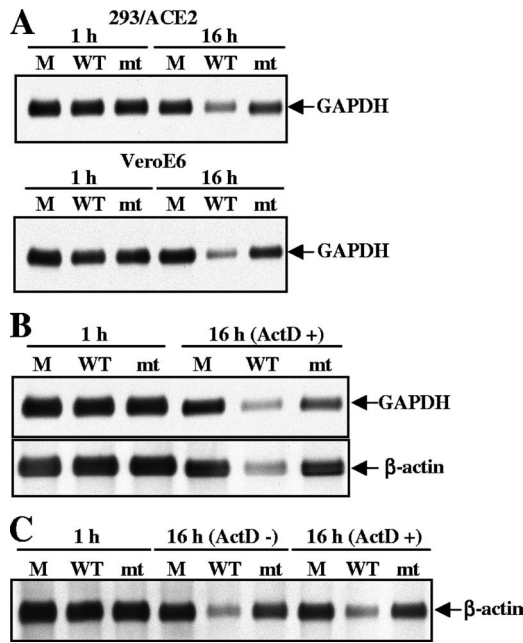 A
293/ACE2
1 h 16 h
M WT mt M WT mt
GAPDH
VeroE6
1 h 16 h
M WT mt M WT mt
GAPDH
B
1 h 16 h (ActD +)
M WT mt M WT mt
GAPDH
β-actin
C
1 h 16 h (ActD -) 16 h (ActD +)
M WT mt M WT mt M WT mt
β-actin